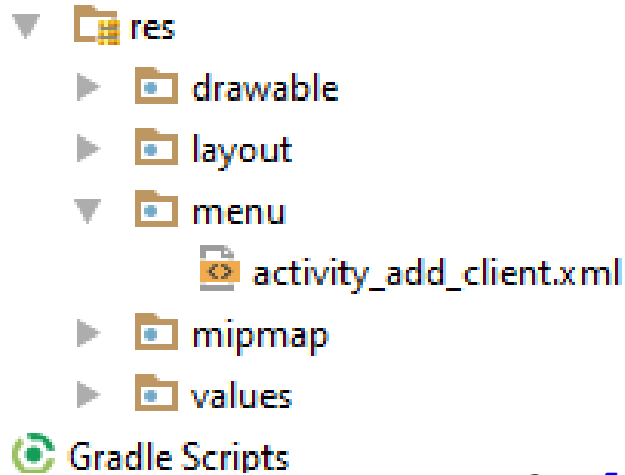 res
drawable
layout
menu
activity_add_client.xml
mipmap
values
Gradle Scripts